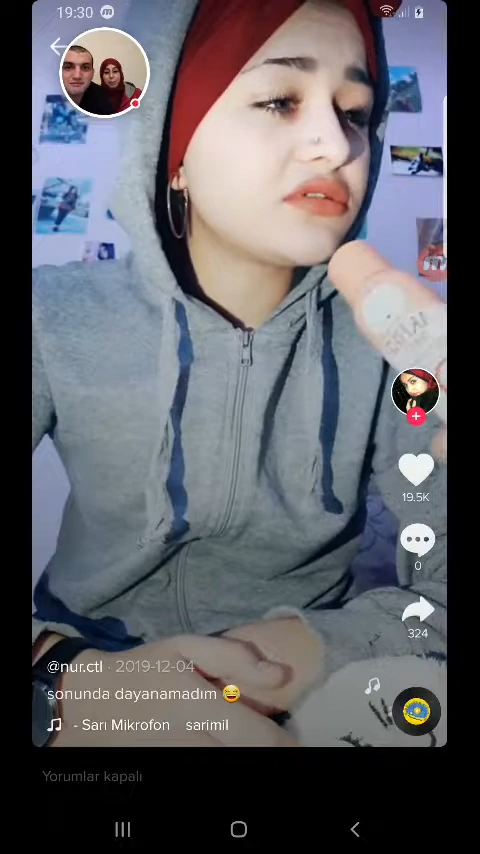 19:30
19.5K
0
324
@nur.ctl · 2019-12-04
sonunda dayanamadım 😂
- Sarı Mikrofon sarimil
Yorumlar kapalı